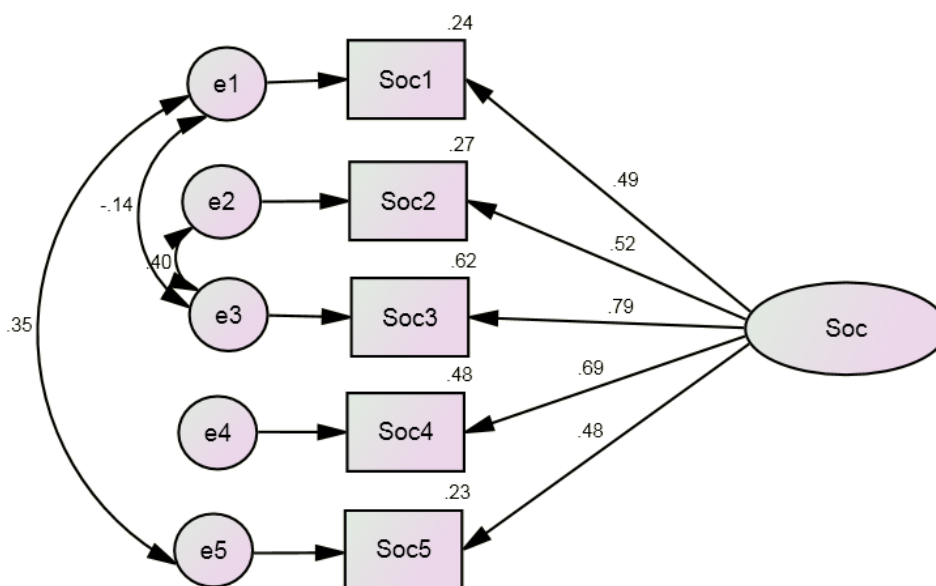 .24
e1
Soc1
.49
.27
-.14
e2
Soc2
.52
.40
.62
e3
Soc3
.79
Soc
.35
.48
.69
e4
Soc4
.48
.23
e5
Soc5